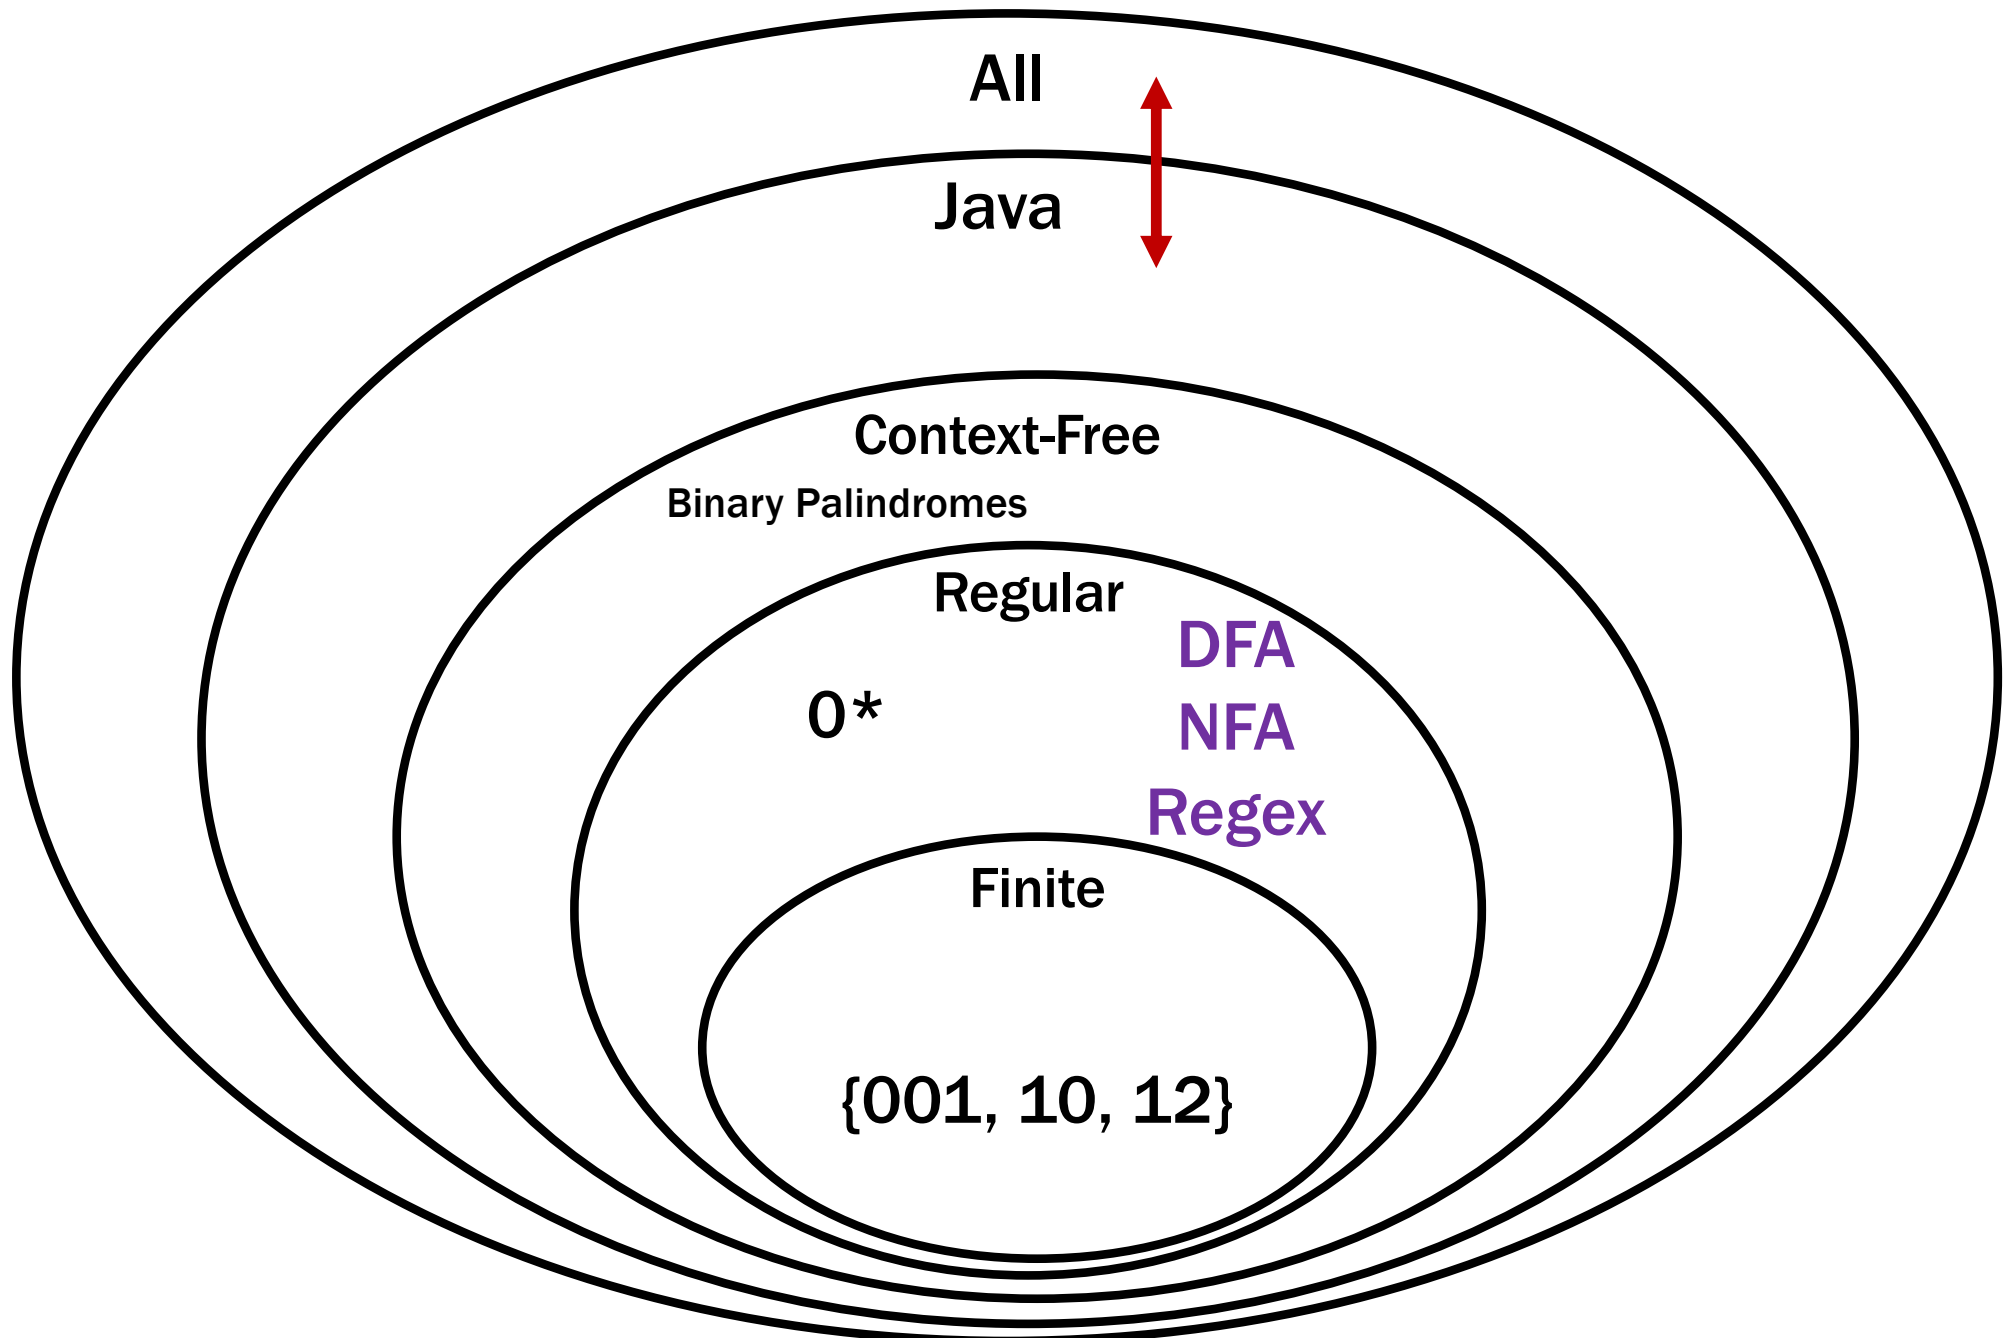 All
Java
Context-Free
Binary Palindromes
Regular
DFA
0*
NFA
Regex
Finite
{001, 10, 12}